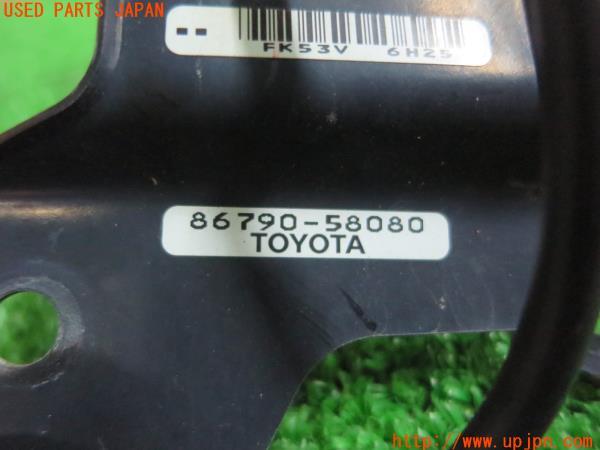 USED PARTS JAPAN
FK53V 6H25
86790-58080
TOYOTA
http://www.upjpn.com/